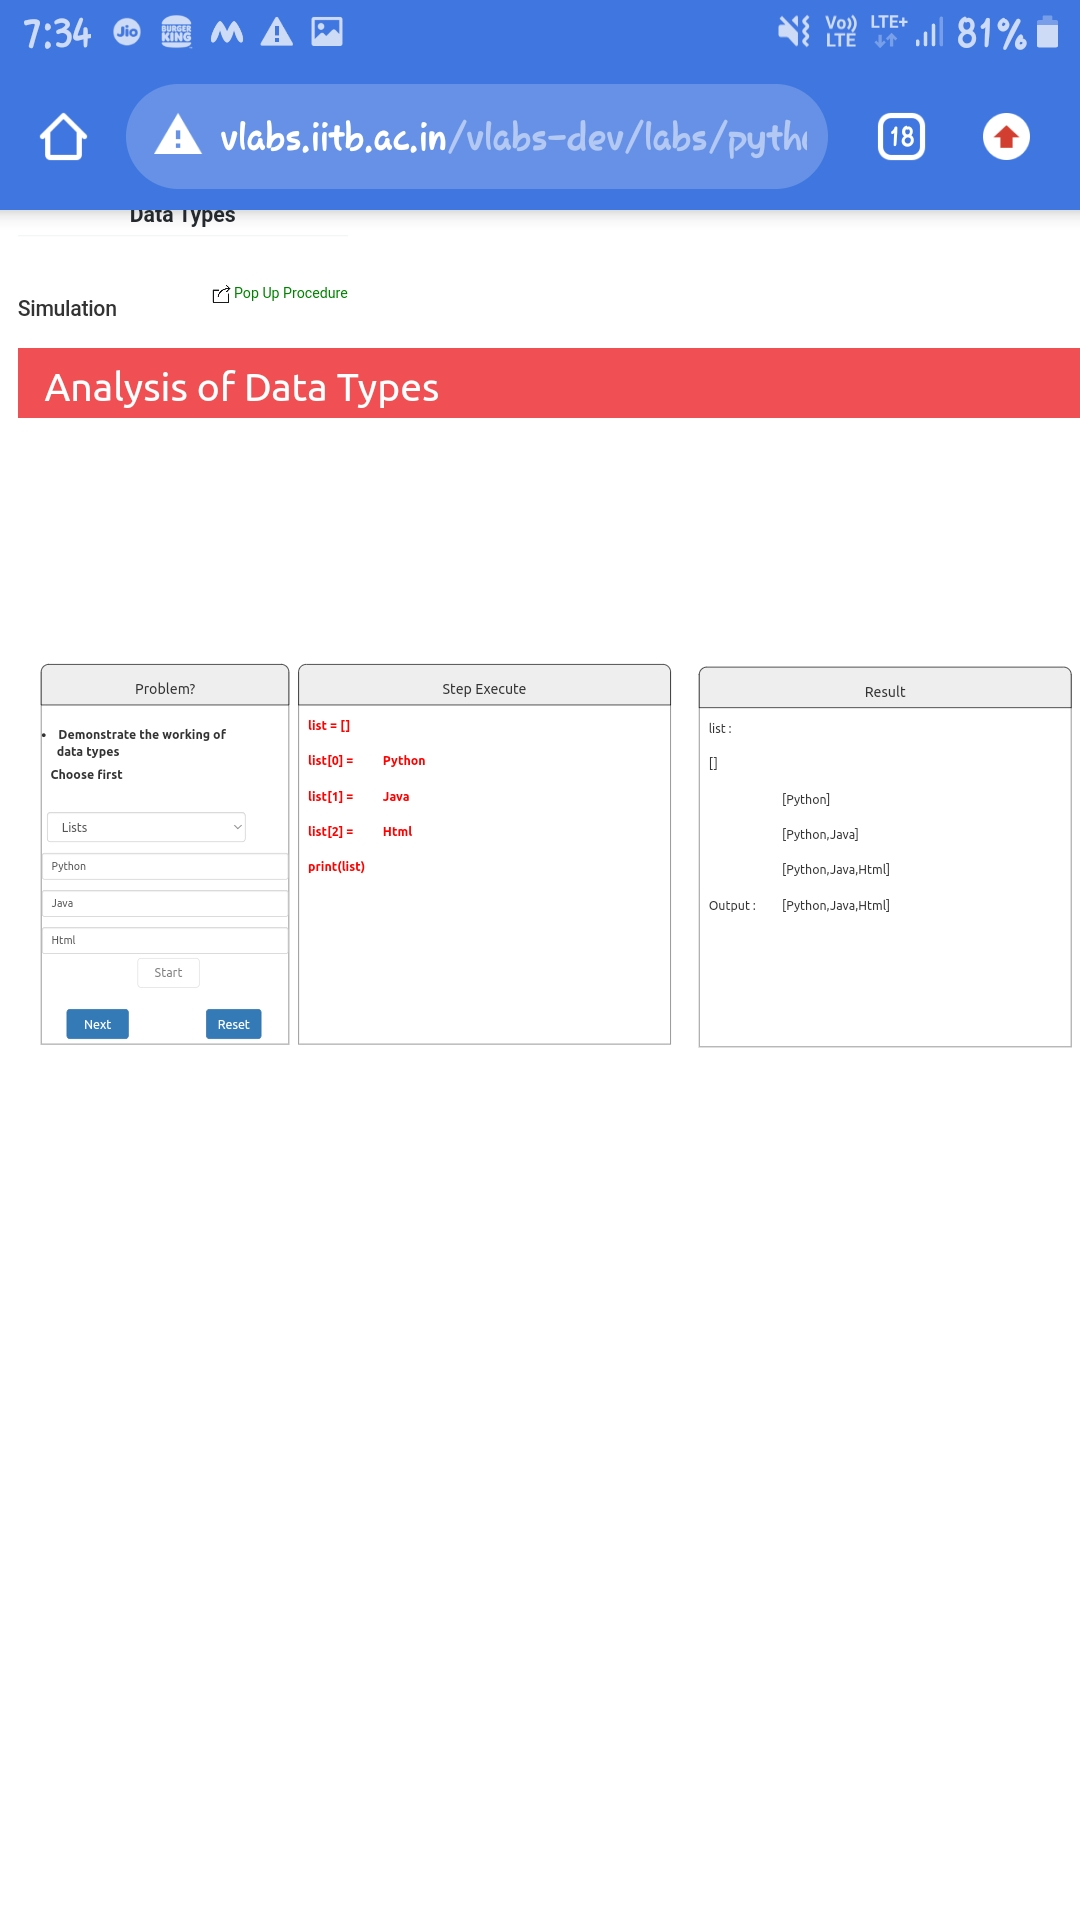 7:34 Jio BURGER KING Vo)) LTE LTE+ 81%
vlabs.iitb.ac.in/vlabs-dev/labs/pyth 18
Data Types
Pop Up Procedure
Simulation
Analysis of Data Types
Problem?
• Demonstrate the working of
data types
Choose first
Lists
Python
Java
Html
Start
Next Reset
Step Execute
list = []
list[0] = Python
list[1] = Java
list[2] = Html
print(list)
Result
list :
[]
[Python]
[Python,Java]
[Python,Java,Html]
Output : [Python,Java,Html]